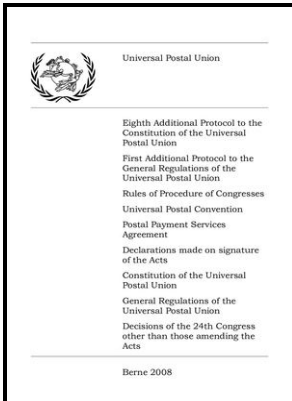 Universal Postal Union
Eighth Additional Protocol to the
Constitution of the Universal
Postal Union
First Additional Protocol to the
General Regulations of the
Universal Postal Union
Rules of Procedure of Congresses
Universal Postal Convention
Postal Payment Services
Agreement
Declarations made on signature
of the Acts
Constitution of the Universal
Postal Union
General Regulations of the
Universal Postal Union
Decisions of the 24th Congress
other than those amending the
Acts
Berne 2008